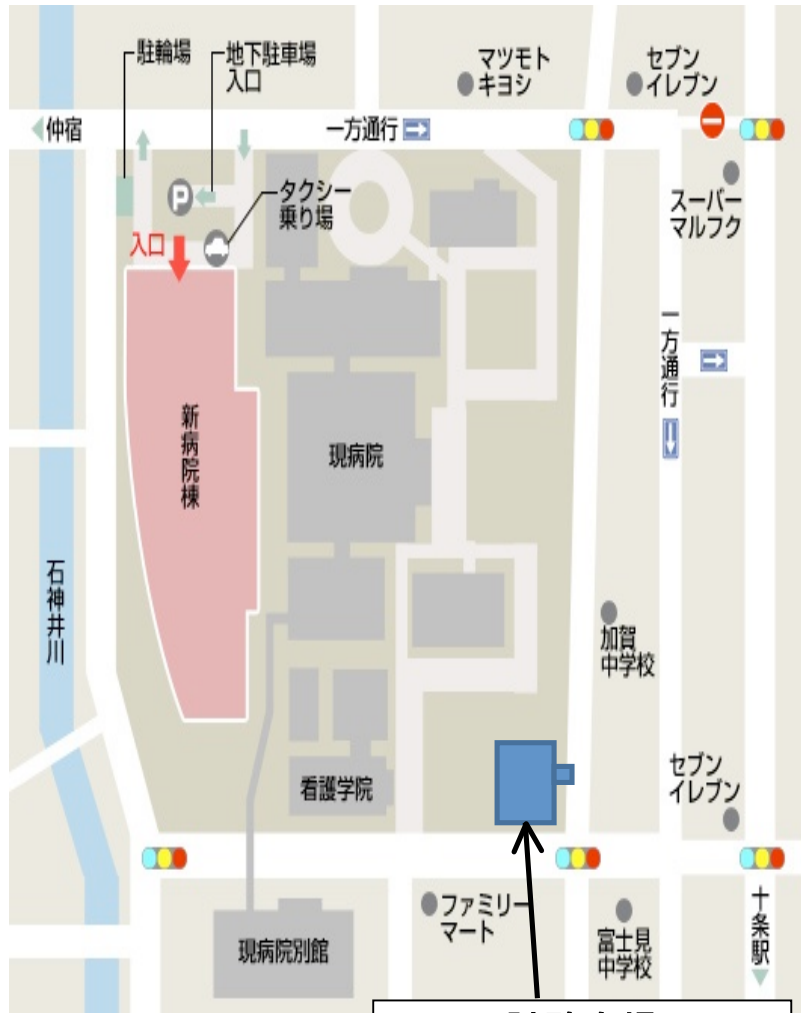 駐輪場
地下駐車場
入口
マツモト
キヨシ
セブン
イレブン
仲宿
一方通行
P
タクシー
乗り場
スーパー
マルフク
入口
一方通行
新病院棟
現病院
石神井川
加賀
中学校
セブン
イレブン
看護学院
ファミリー
マート
富士見
中学校
十条駅
現病院別館